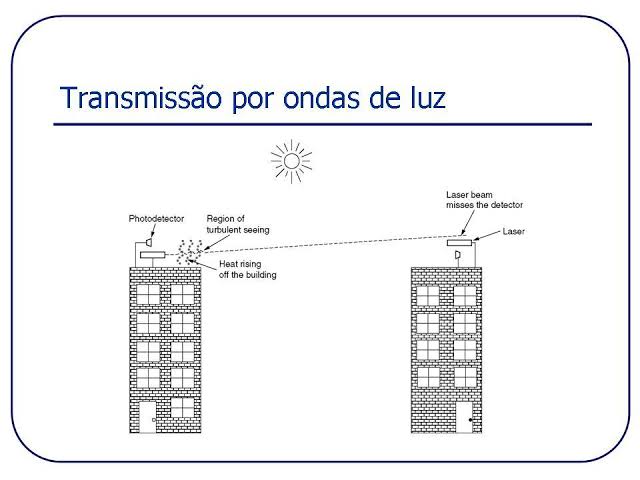 Transmissão por ondas de luz
Laser beam
misses the detector
Photodetector
Region of
turbulent seeing
Laser
Heat rising
off the building